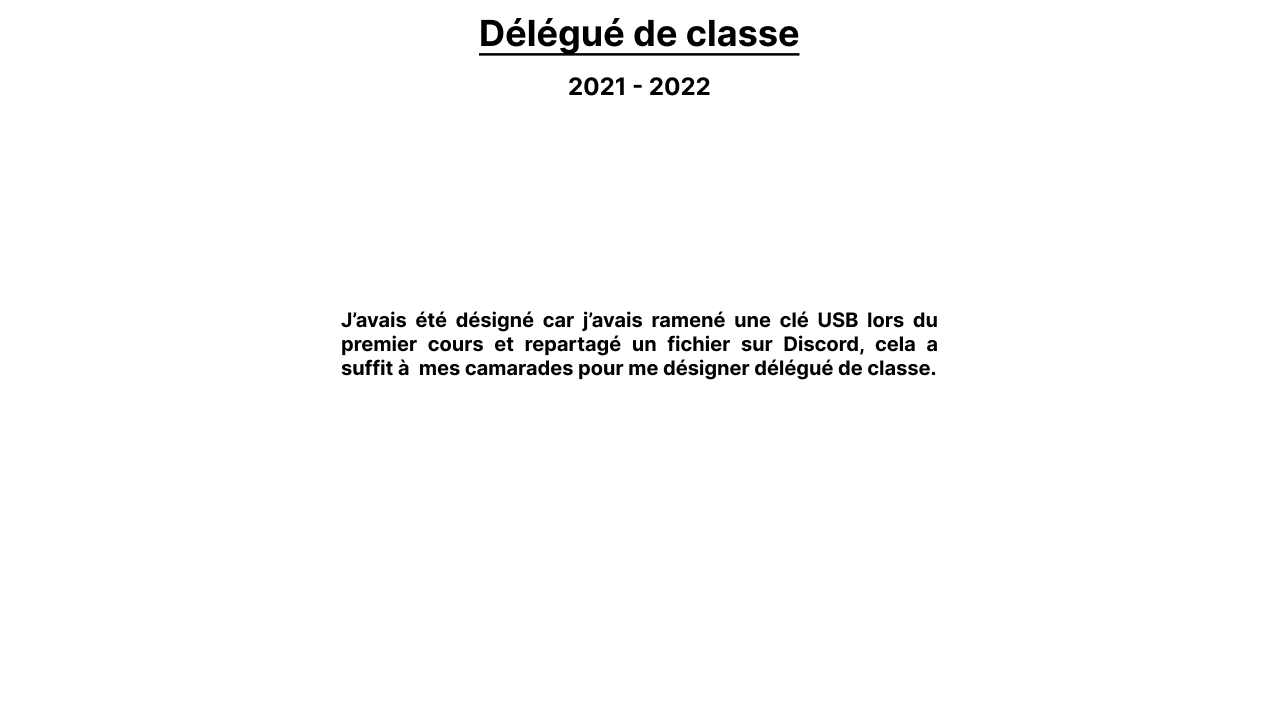 Délégué de classe
2021 - 2022
J’avais été désigné car j’avais ramené une clé USB lors du
premier cours et repartagé un fichier sur Discord, cela a
suffit à  mes camarades pour me désigner délégué de classe.